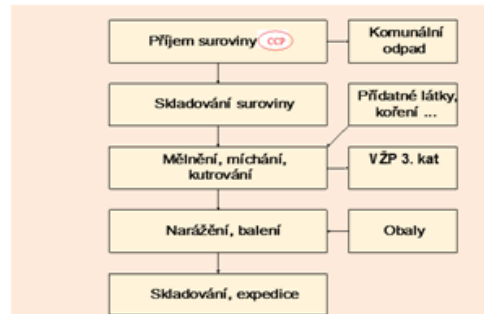 Příjem suroviny CCP
Komunální
odpad
Skladování suroviny
Přídatné látky,
koření ...
Mělnění, míchání,
kutrování
VŽP 3. kat
Narážění, balení
Obaly
Skladování, expedice